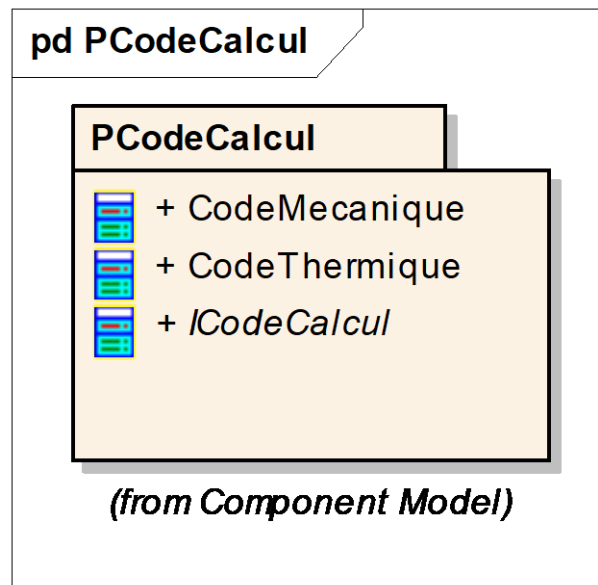 pd PCodeCalcul
PCodeCalcul
+ CodeMecanique
+ CodeThermique
+ ICodeCalcul
(from Component Model)